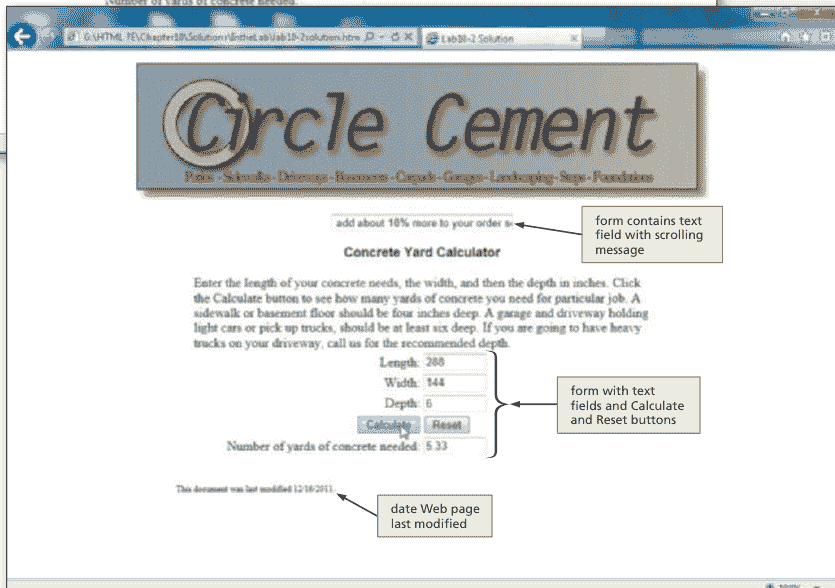 Number of yards of concrete needed:
G:\HTML 7E\Chapter10\Solutions\IntheLab\lab10-2solution.htm
Lab10-2 Solution
Circle Cement
Patios - Sidewalks - Driveways - Basements - Carports - Garages - Landscaping - Steps - Foundations
add about 10% more to your order
form contains text
field with scrolling
message
Concrete Yard Calculator
Enter the length of your concrete needs, the width, and then the depth in inches. Click
the Calculate button to see how many yards of concrete you need for particular job. A
sidewalk or basement floor should be four inches deep. A garage and driveway holding
light cars or pick up trucks, should be at least six deep. If you are going to have heavy
trucks on your driveway, call us for the recommended depth.
Length: 288
Width: 144
Depth: 6
Calculate Reset
Number of yards of concrete needed: 5.33
form with text
fields and Calculate
and Reset buttons
This document was last modified 12/16/2011.
date Web page
last modified